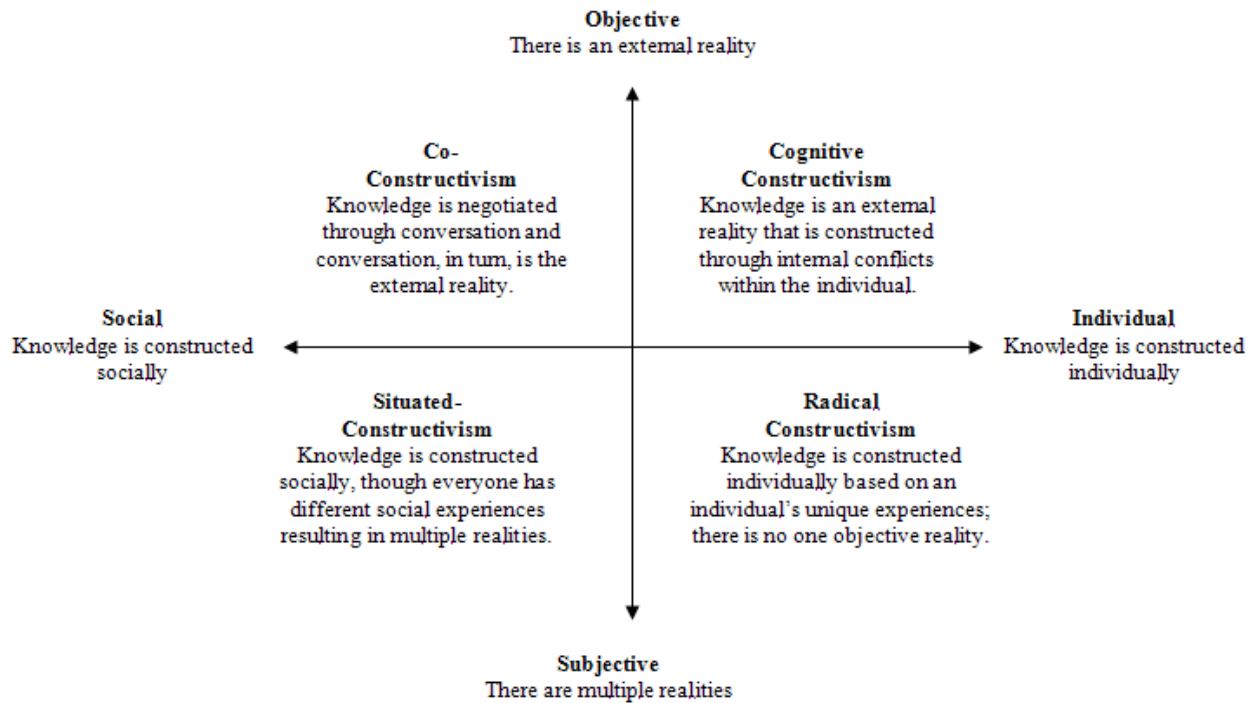 Objective
There is an external reality
Co-
Constructivism
Knowledge is negotiated
through conversation and
conversation, in turn, is the
external reality.
Cognitive
Constructivism
Knowledge is an external
reality that is constructed
through internal conflicts
within the individual.
Social
Knowledge is constructed
socially
Individual
Knowledge is constructed
individually
Situated-
Constructivism
Knowledge is constructed
socially, though everyone has
different social experiences
resulting in multiple realities.
Radical
Constructivism
Knowledge is constructed
individually based on an
individual’s unique experiences;
there is no one objective reality.
Subjective
There are multiple realities